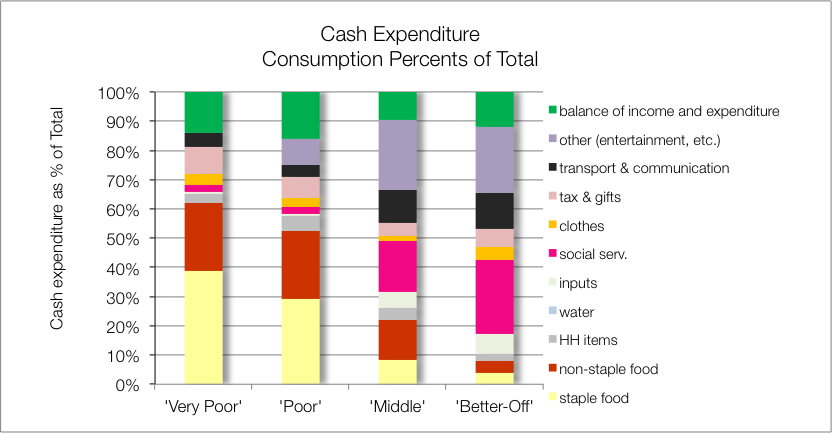 Cash Expenditure
Consumption Percents of Total
Cash expenditure as % of Total
100%
90%
80%
70%
60%
50%
40%
30%
20%
10%
0%
'Very Poor'
'Poor'
'Middle'
'Better-Off'
balance of income and expenditure
other (entertainment, etc.)
transport & communication
tax & gifts
clothes
social serv.
inputs
water
HH items
non-staple food
staple food